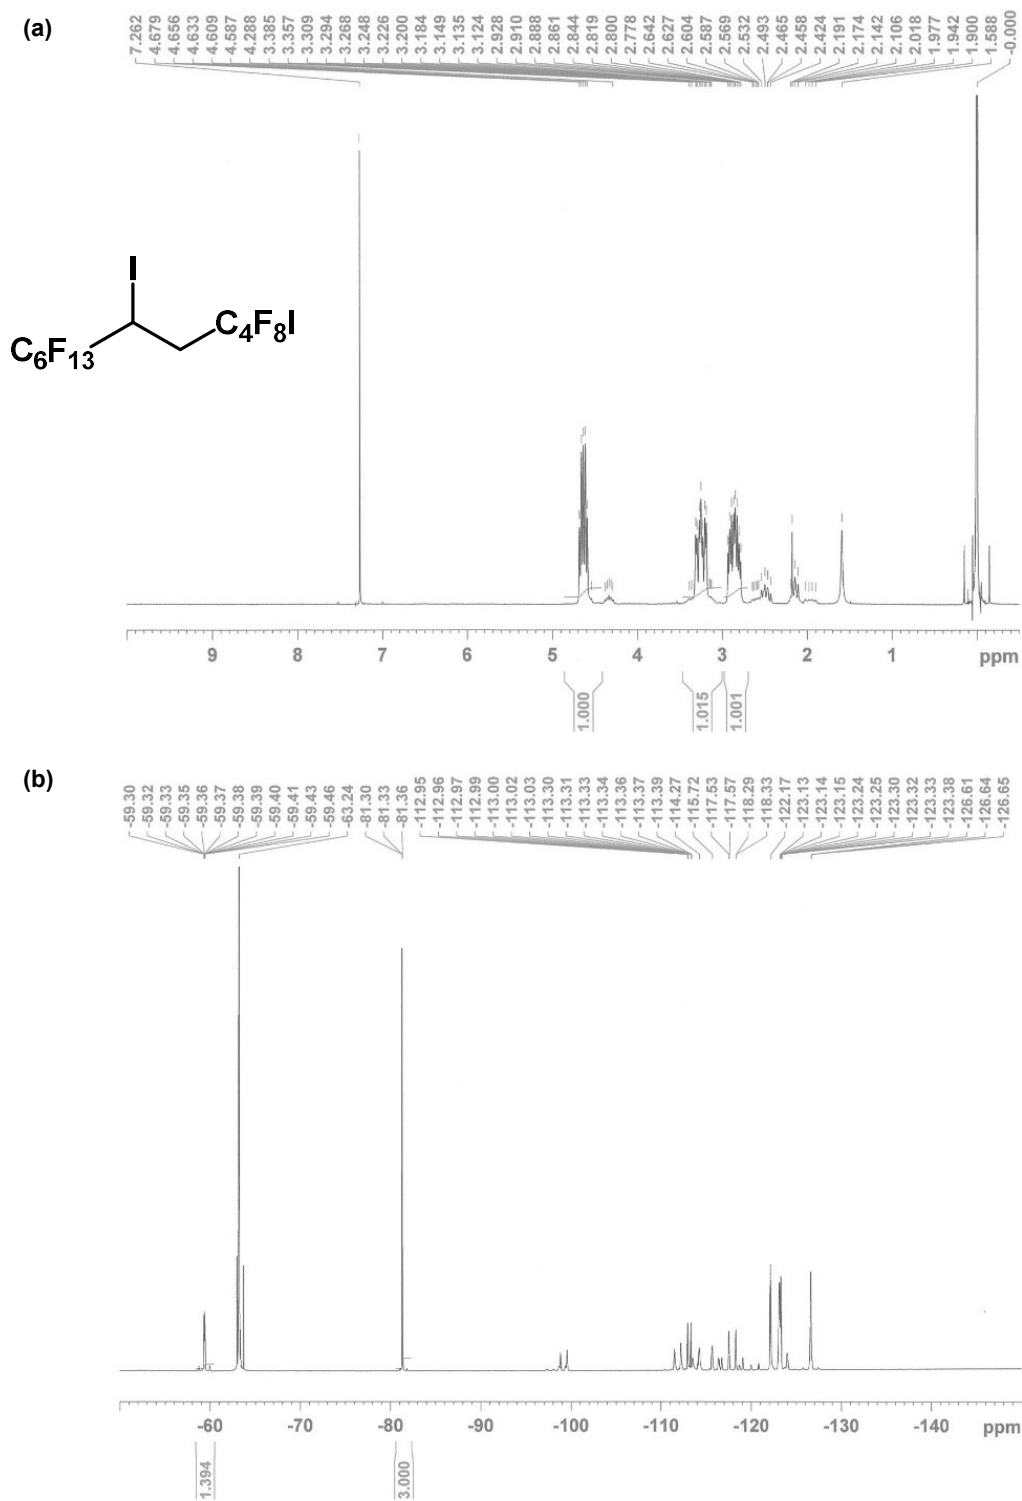 (a)
7.262 4.679 4.656 4.633 4.609 4.587 4.288 3.385 3.357 3.309 3.294 3.268 3.248 3.226 3.200 3.184 3.149 3.135 3.124 2.928 2.910 2.888 2.861 2.844 2.819 2.800 2.778 2.642 2.627 2.604 2.587 2.569 2.532 2.493 2.465 2.458 2.424 2.191 2.174 2.142 2.106 2.018 1.977 1.942 1.900 1.588 -0.000
I
C6F13
C4F8I
9 8 7 6 5 4 3 2 1 ppm
1.000 1.015 1.001
(b)
-59.30 -59.32 -59.33 -59.35 -59.36 -59.37 -59.38 -59.39 -59.40 -59.41 -59.43 -59.46 -63.24 -81.30 -81.33 -81.36 -112.95 -112.96 -112.97 -112.99 -113.00 -113.02 -113.03 -113.30 -113.31 -113.33 -113.34 -113.36 -113.37 -113.39 -114.27 -115.72 -117.53 -117.57 -118.29 -118.33 -122.17 -123.13 -123.14 -123.15 -123.24 -123.25 -123.30 -123.32 -123.33 -123.38 -126.61 -126.64 -126.65
-60 -70 -80 -90 -100 -110 -120 -130 -140 ppm
1.394 3.000